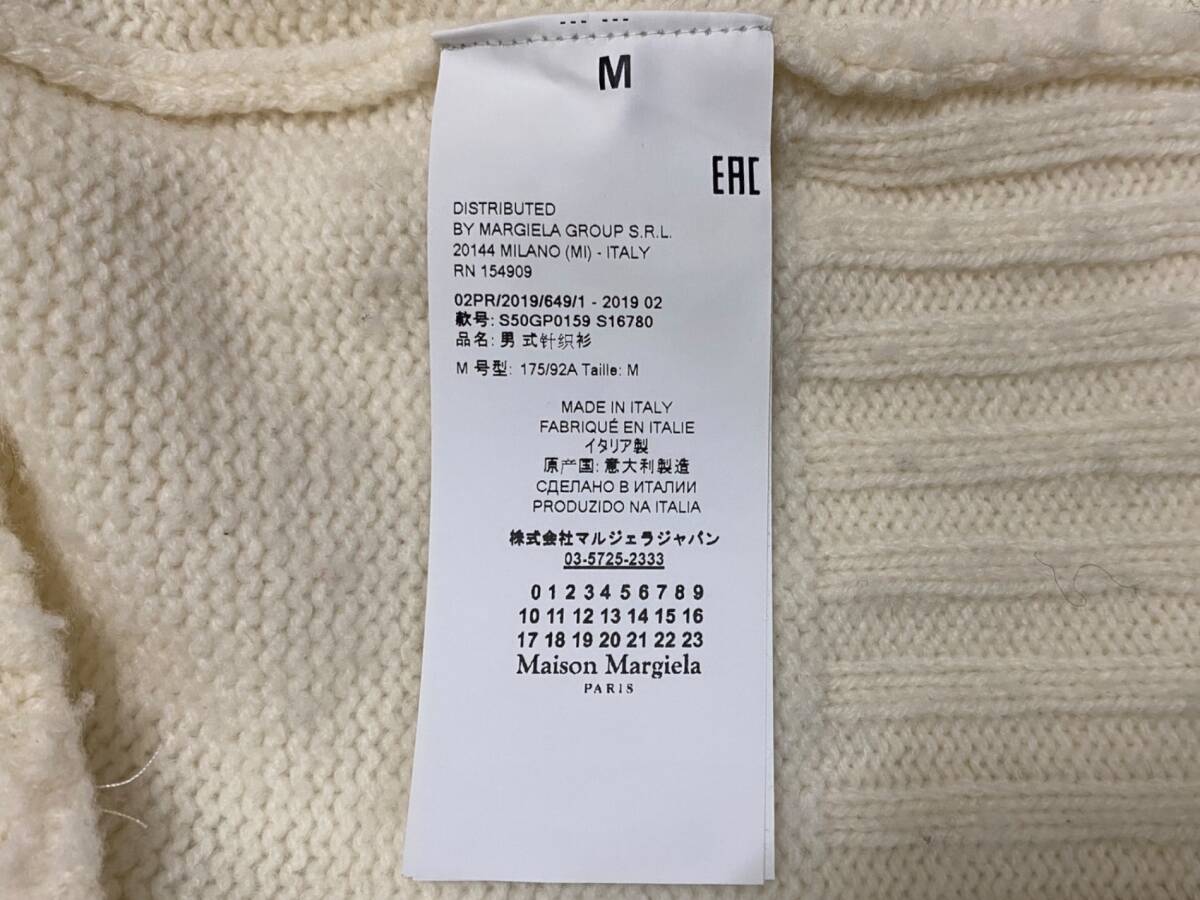 M
EAC
DISTRIBUTED
BY MARGIELA GROUP S.R.L.
20144 MILANO (MI) - ITALY
RN 154909
02PR/2019/649/1 - 2019 02
款号: S50GP0159 S16780
品名: 男 式针织衫
M 号型: 175/92A Taille: M
MADE IN ITALY
FABRIQUÉ EN ITALIE
イタリア製
原产国: 意大利製造
СДЕЛАНО В ИТАЛИИ
PRODUZIDO NA ITALIA
株式会社マルジェラジャパン
03-5725-2333
0 1 2 3 4 5 6 7 8 9
10 11 12 13 14 15 16
17 18 19 20 21 22 23
Maison Margiela
PARIS